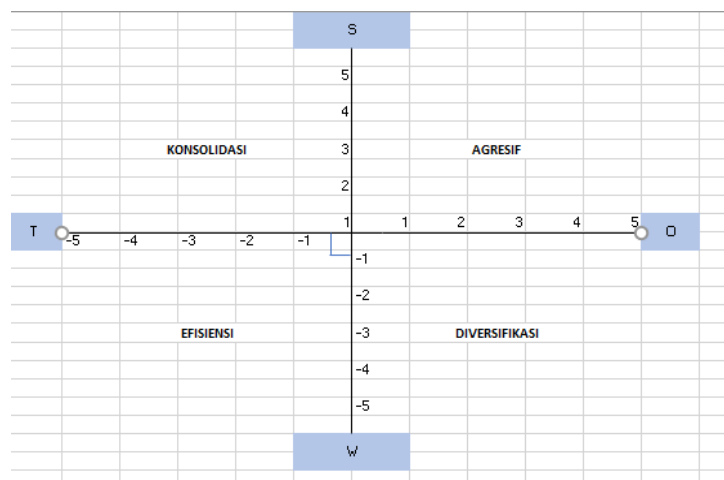 S
5
4
KONSOLIDASI 3 AGRESIF
2
T 1 1 2 3 4 5 O
-5 -4 -3 -2 -1
-1
-2
EFISIENSI -3 DIVERSIFIKASI
-4
-5
W